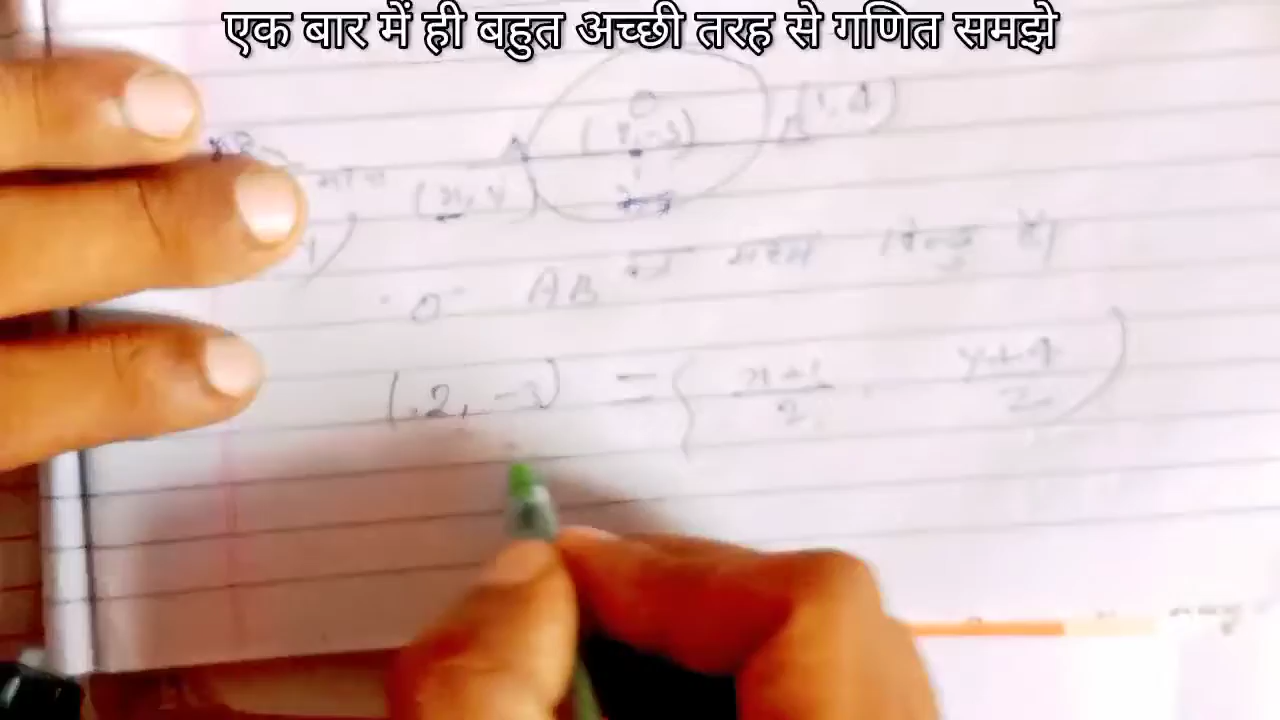 एक बार में ही बहुत अच्छी तरह से गणित समझे
O
(2, -3) B(1, 4)
A
माना (x, y)
O AB का मध्य बिन्दु है।
(2, -3) = ( x+1/2 , y+4/2 )